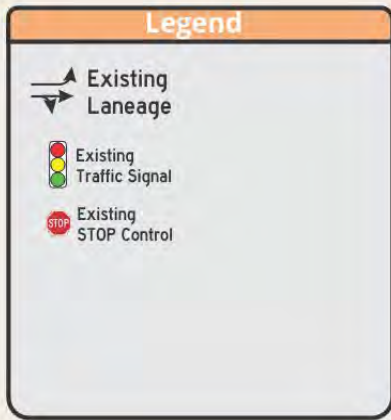 Legend
Existing
Laneage
Existing
Traffic Signal
STOP
Existing
STOP Control